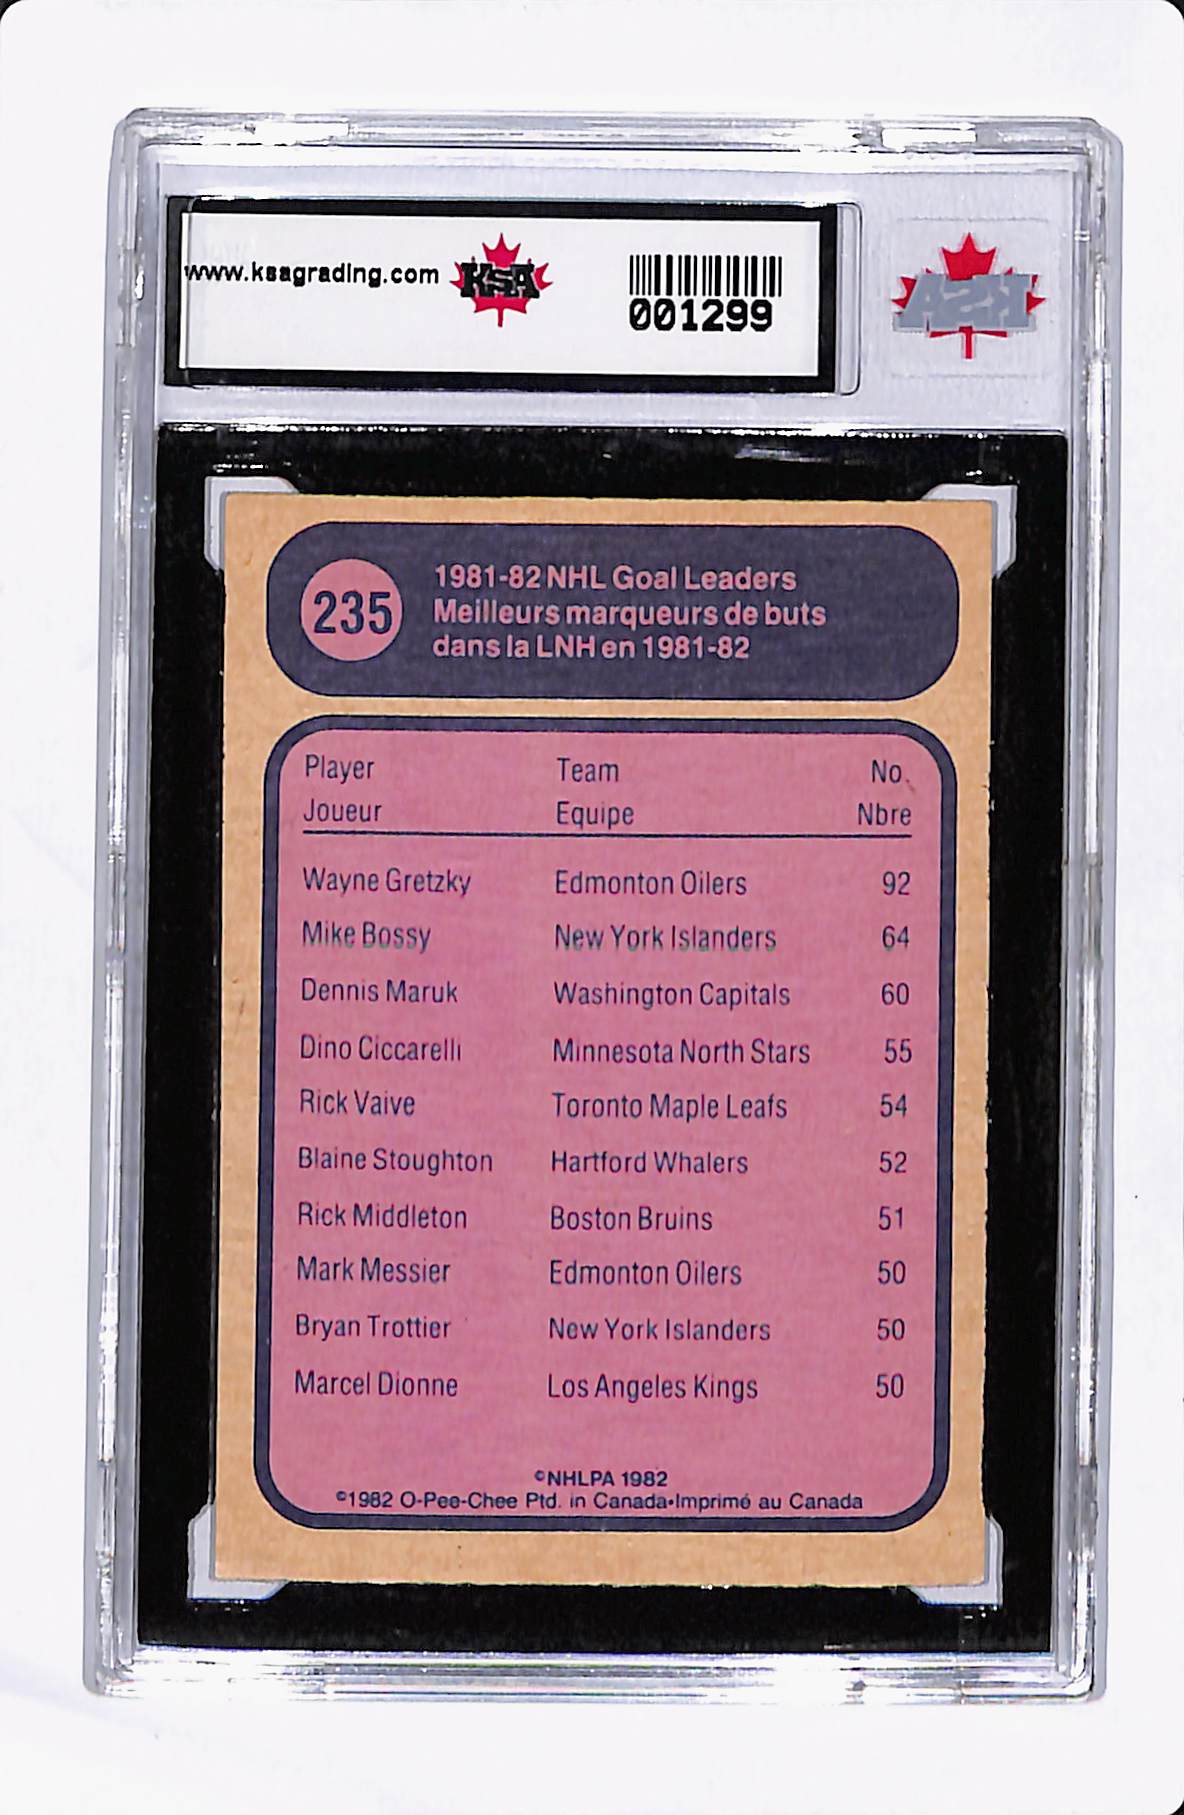 www.ksagrading.com KSA
001299
KSA
235
1981-82 NHL Goal Leaders
Meilleurs marqueurs de buts
dans la LNH en 1981-82
Player Team No.
Joueur Equipe Nbre
Wayne Gretzky Edmonton Oilers 92
Mike Bossy New York Islanders 64
Dennis Maruk Washington Capitals 60
Dino Ciccarelli Minnesota North Stars 55
Rick Vaive Toronto Maple Leafs 54
Blaine Stoughton Hartford Whalers 52
Rick Middleton Boston Bruins 51
Mark Messier Edmonton Oilers 50
Bryan Trottier New York Islanders 50
Marcel Dionne Los Angeles Kings 50
©NHLPA 1982
©1982 O-Pee-Chee Ptd. in Canada•Imprimé au Canada